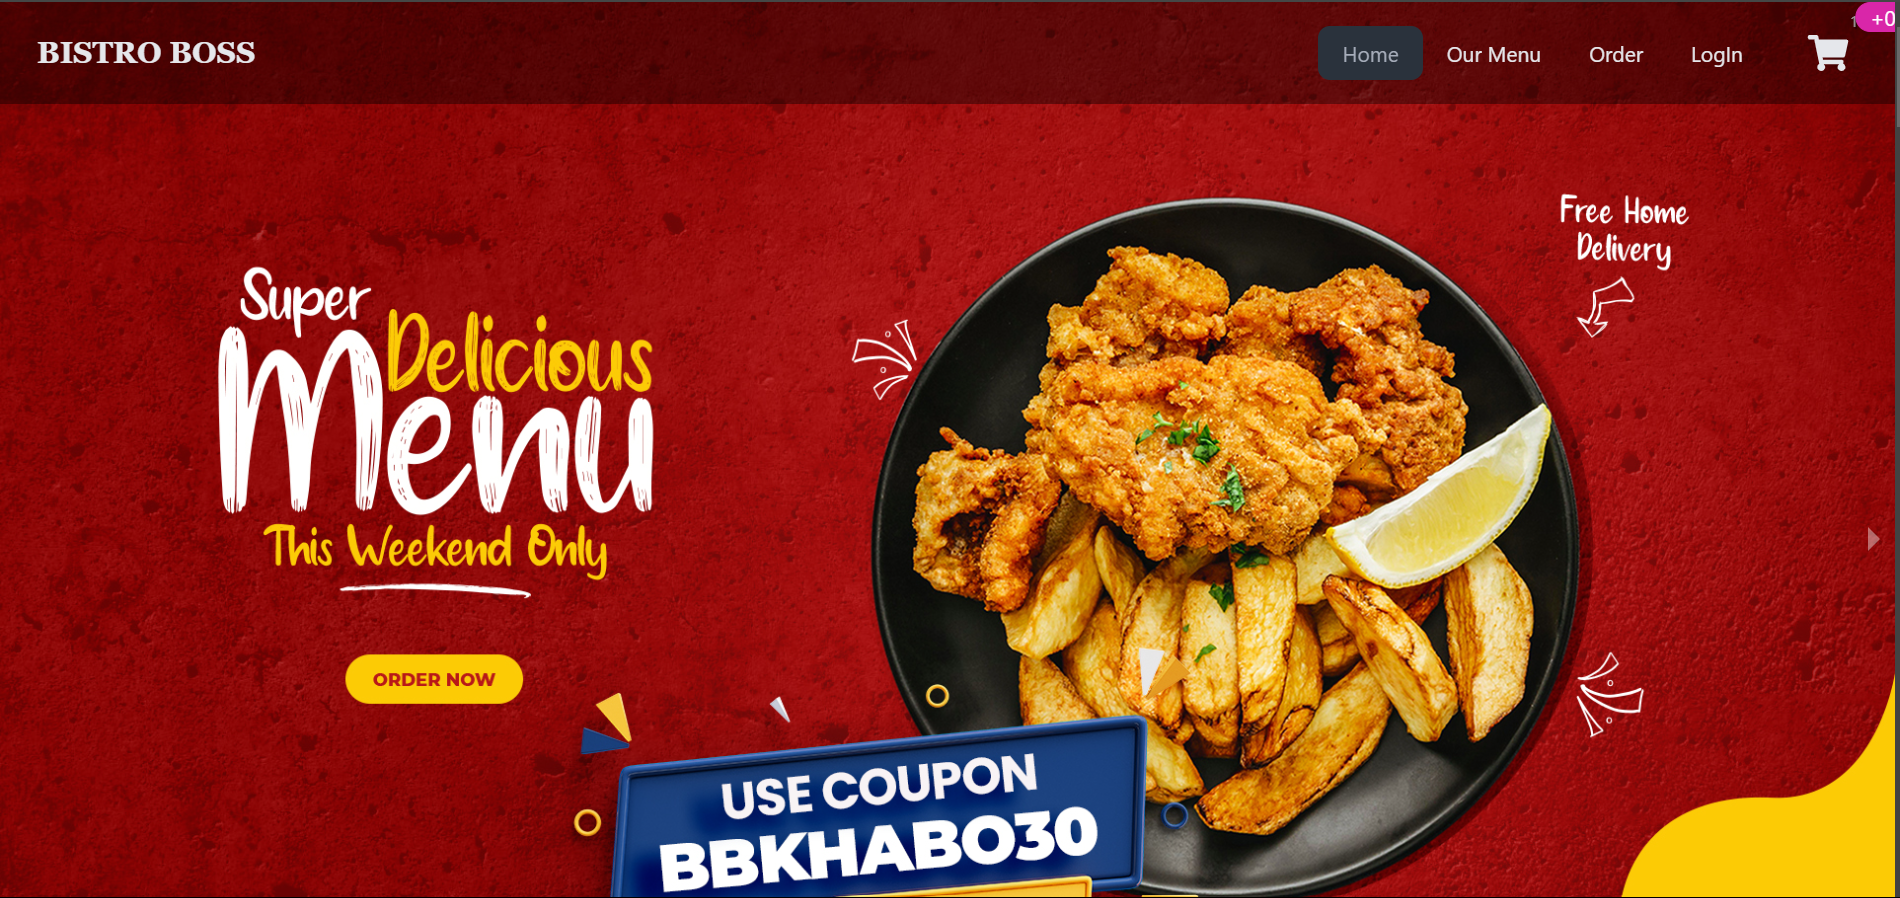 BISTRO BOSS
Home
Our Menu
Order
LogIn
+0
Free Home
Delivery
Super
Delicious
Menu
This Weekend Only
ORDER NOW
USE COUPON
BBKHABO30